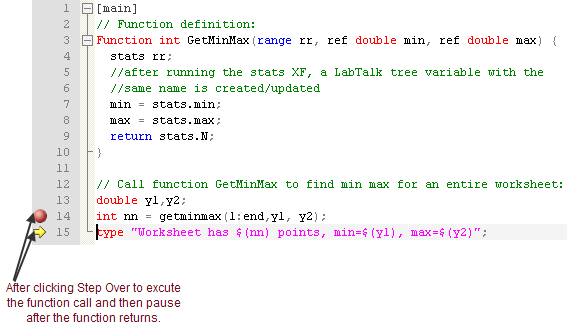 1 [main]
2 // Function definition:
3 Function int GetMinMax(range rr, ref double min, ref double max) {
4 stats rr;
5 //after running the stats XF, a LabTalk tree variable with the
6 //same name is created/updated
7 min = stats.min;
8 max = stats.max;
9 return stats.N;
10 }
11
12 // Call function GetMinMax to find min max for an entire worksheet:
13 double y1,y2;
14 int nn = getminmax(1:end,y1, y2);
15 type "Worksheet has $(nn) points, min=$(y1), max=$(y2)";
After clicking Step Over to excute
the function call and then pause
after the function returns.